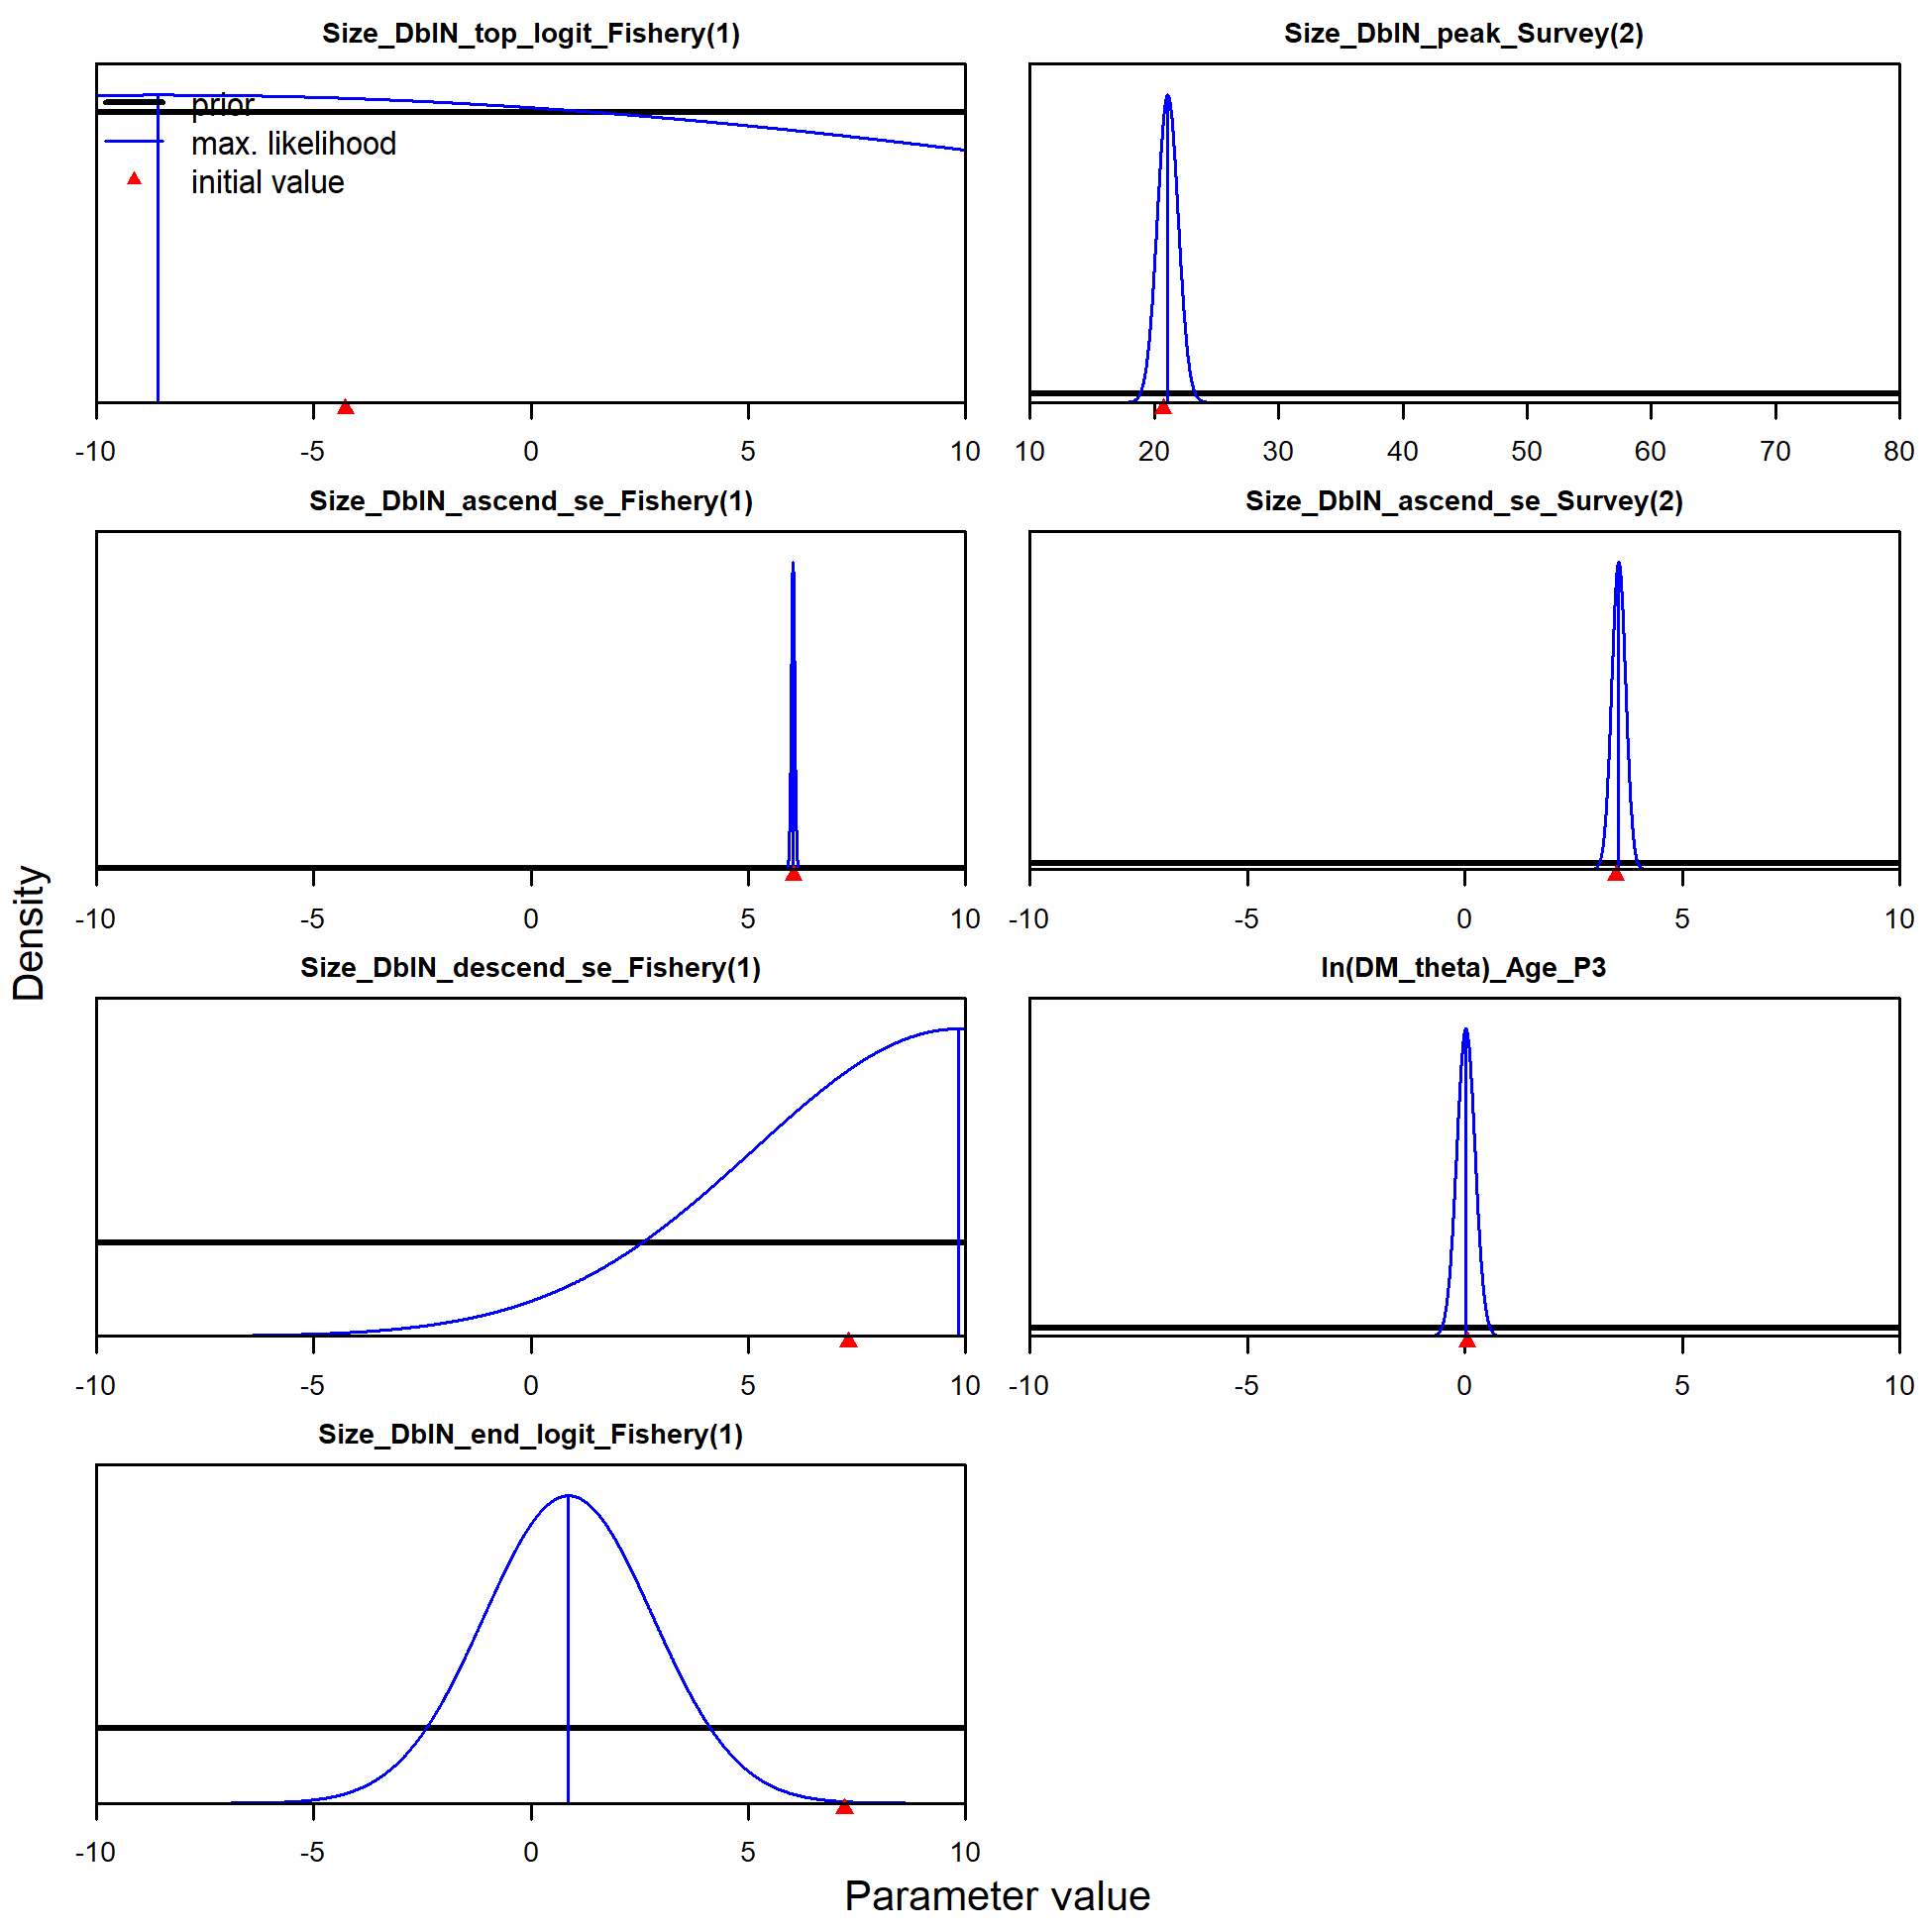 Size_DblN_top_logit_Fishery(1)
prior
max. likelihood
initial value
-10 -5 0 5 10
Size_DblN_peak_Survey(2)
10 20 30 40 50 60 70 80
Size_DblN_ascend_se_Fishery(1)
-10 -5 0 5 10
Size_DblN_ascend_se_Survey(2)
-10 -5 0 5 10
Size_DblN_descend_se_Fishery(1)
-10 -5 0 5 10
ln(DM_theta)_Age_P3
-10 -5 0 5 10
Size_DblN_end_logit_Fishery(1)
-10 -5 0 5 10
Density
Parameter value